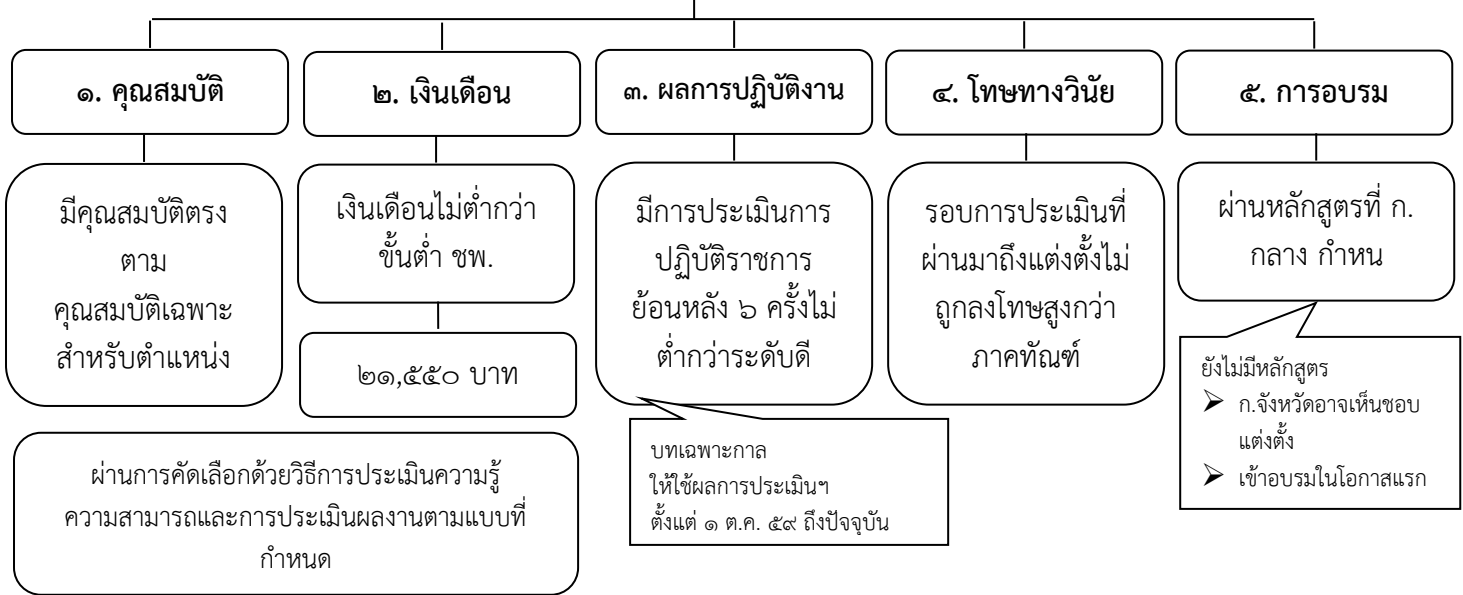 ๑. คุณสมบัติ
๒. เงินเดือน
๓. ผลการปฏิบัติงาน
๔. โทษทางวินัย
๕. การอบรม
มีคุณสมบัติตรง
ตาม
คุณสมบัติเฉพาะ
สำหรับตำแหน่ง
เงินเดือนไม่ต่ำกว่า
ขั้นต่ำ ชพ.
๒๑,๕๕๐ บาท
มีการประเมินการ
ปฏิบัติราชการ
ย้อนหลัง ๖ ครั้งไม่
ต่ำกว่าระดับดี
รอบการประเมินที่
ผ่านมาถึงแต่งตั้งไม่
ถูกลงโทษสูงกว่า
ภาคทัณฑ์
ผ่านหลักสูตรที่ ก.
กลาง กำหน
ยังไม่มีหลักสูตร
➢ ก.จังหวัดอาจเห็นชอบ
แต่งตั้ง
➢ เข้าอบรมในโอกาสแรก
บทเฉพาะกาล
ให้ใช้ผลการประเมินฯ
ตั้งแต่ ๑ ต.ค. ๕๙ ถึงปัจจุบัน
ผ่านการคัดเลือกด้วยวิธีการประเมินความรู้
ความสามารถและการประเมินผลงานตามแบบที่
กำหนด